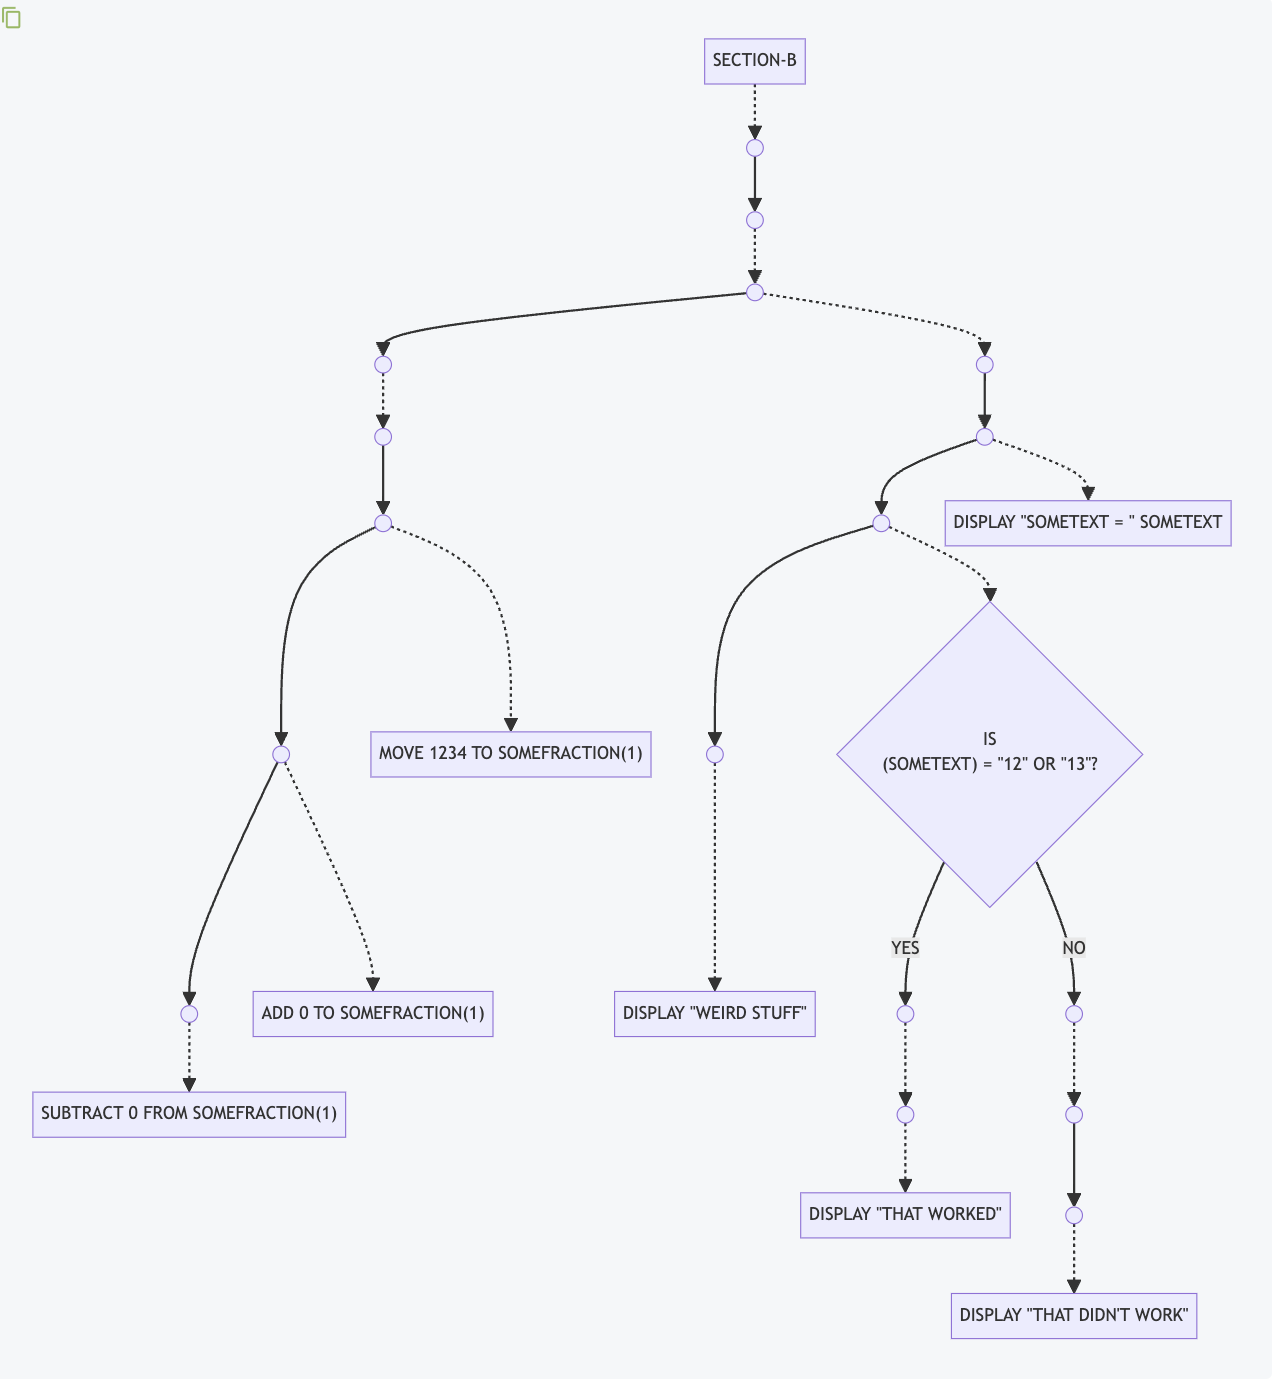 SECTION-B
DISPLAY "SOMETEXT = " SOMETEXT
IS
(SOMETEXT) = "12" OR "13"?
MOVE 1234 TO SOMEFRACTION(1)
YES
NO
ADD 0 TO SOMEFRACTION(1)
DISPLAY "WEIRD STUFF"
SUBTRACT 0 FROM SOMEFRACTION(1)
DISPLAY "THAT WORKED"
DISPLAY "THAT DIDN'T WORK"